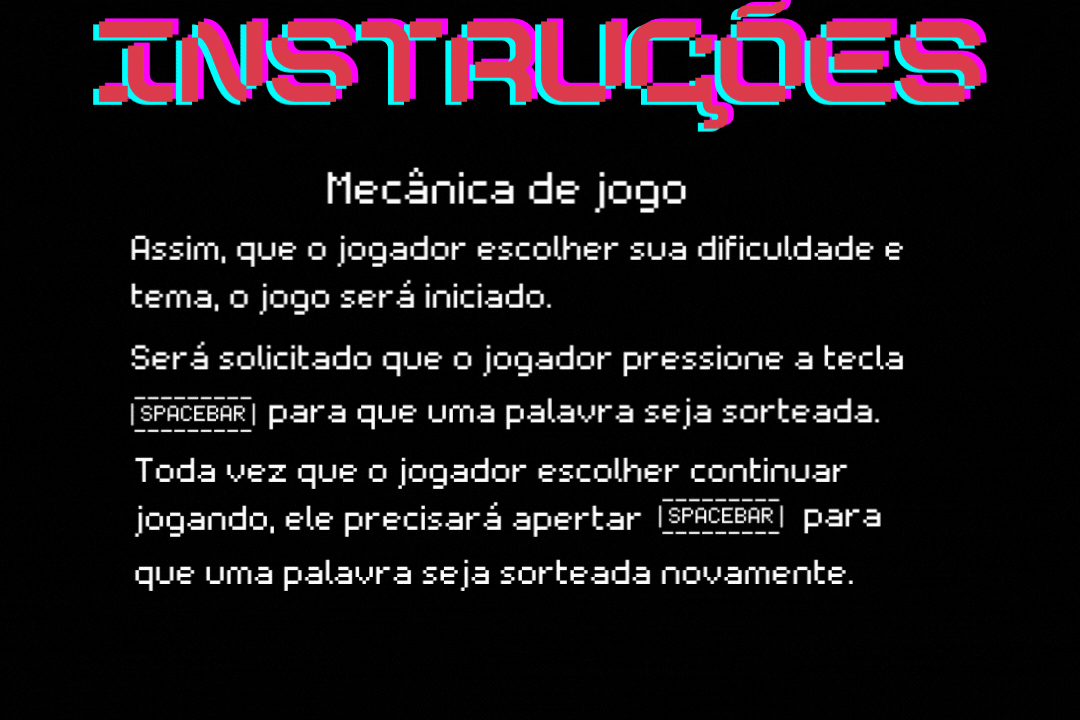 INSTRUÇÕES
Mecânica de jogo
Assim, que o jogador escolher sua dificuldade e
tema, o jogo será iniciado.
Será solicitado que o jogador pressione a tecla
|SPACEBAR| para que uma palavra seja sorteada.
Toda vez que o jogador escolher continuar
jogando, ele precisará apertar |SPACEBAR| para
que uma palavra seja sorteada novamente.